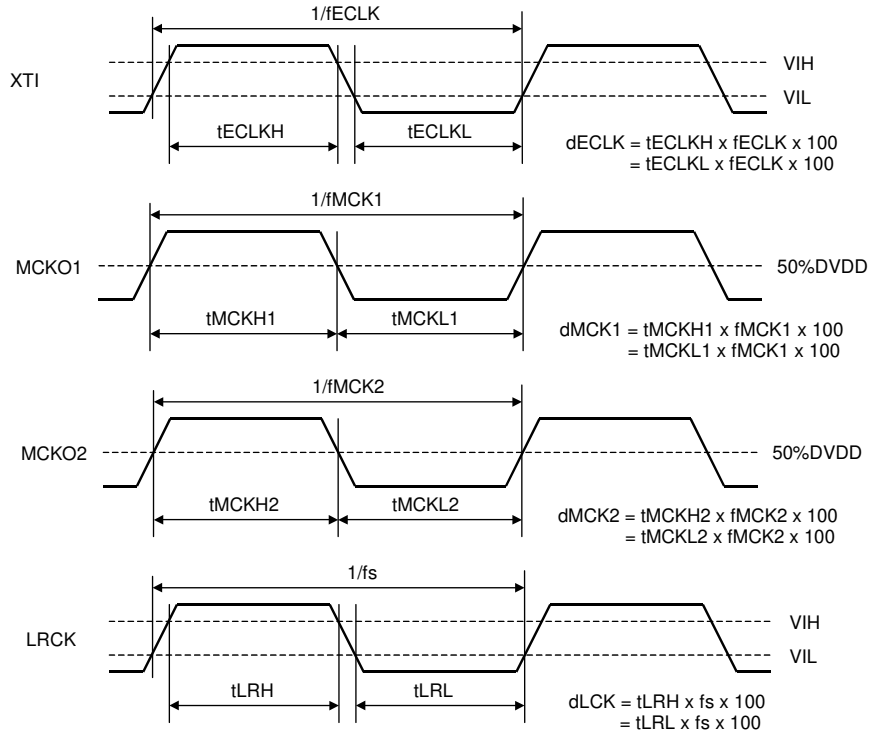 1/fECLK
XTI
VIH
VIL
tECLKH
tECLKL
dECLK = tECLKH x fECLK x 100
= tECLKL x fECLK x 100
1/fMCK1
MCKO1
50%DVDD
tMCKH1
tMCKL1
dMCK1 = tMCKH1 x fMCK1 x 100
= tMCKL1 x fMCK1 x 100
1/fMCK2
MCKO2
50%DVDD
tMCKH2
tMCKL2
dMCK2 = tMCKH2 x fMCK2 x 100
= tMCKL2 x fMCK2 x 100
1/fs
LRCK
VIH
VIL
tLRH
tLRL
dLCK = tLRH x fs x 100
= tLRL x fs x 100